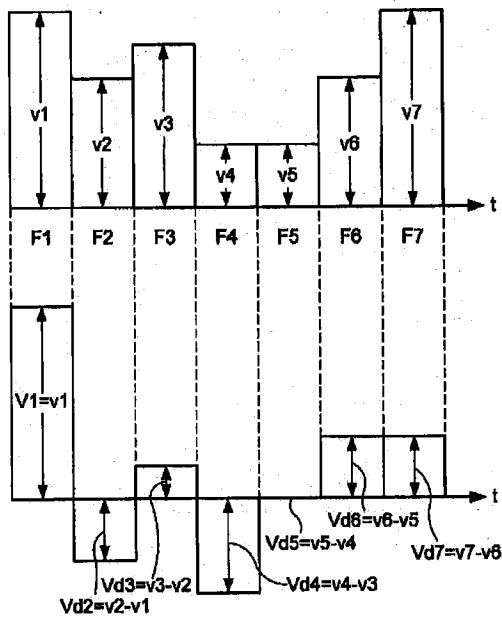 v1
v2
v3
v4
v5
v6
v7
t
F1 F2 F3 F4 F5 F6 F7
V1=v1
t
Vd6=v6-v5
Vd5=v5-v4
Vd7=v7-v6
Vd3=v3-v2
Vd4=v4-v3
Vd2=v2-v1